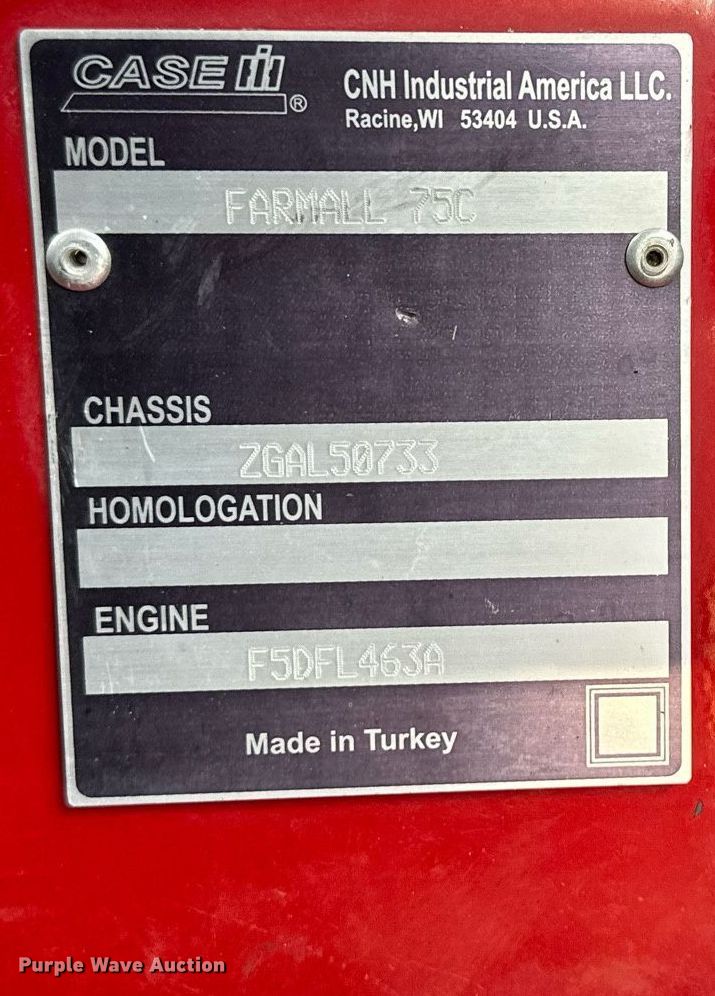 CASE IH ®
CNH Industrial America LLC.
Racine,WI 53404 U.S.A.
MODEL
FARMALL 75C
CHASSIS
ZGAL50733
HOMOLOGATION
ENGINE
F5DFL463A
Made in Turkey
Purple Wave Auction